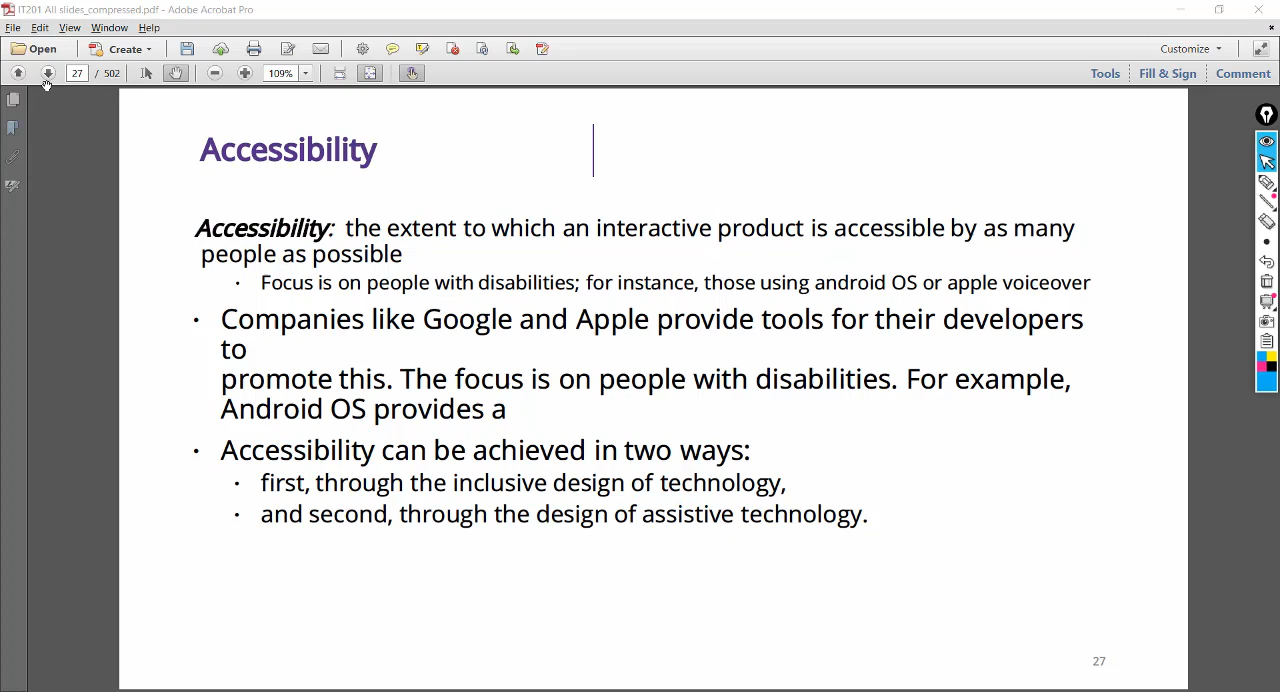 IT201 All slides_compressed.pdf - Adobe Acrobat Pro
File Edit View Window Help
Open Create Customize
27 / 502 109% Tools Fill & Sign Comment
Accessibility
Accessibility: the extent to which an interactive product is accessible by as many
people as possible
· Focus is on people with disabilities; for instance, those using android OS or apple voiceover
· Companies like Google and Apple provide tools for their developers
to
promote this. The focus is on people with disabilities. For example,
Android OS provides a
· Accessibility can be achieved in two ways:
· first, through the inclusive design of technology,
· and second, through the design of assistive technology.
27